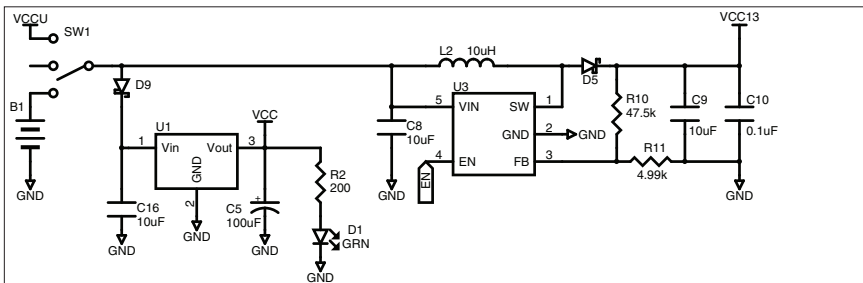 VCCU
SW1
B1
GND
D9
U1
1
Vin
Vout
3
GND
2
GND
C16
10uF
GND
VCC
C5
+
100uF
GND
R2
200
D1
GRN
GND
L2
10uH
U3
5
VIN
SW
1
GND
2
GND
4
EN
FB
3
EN
C8
10uF
GND
D5
R10
47.5k
R11
4.99k
C9
10uF
C10
0.1uF
VCC13
GND